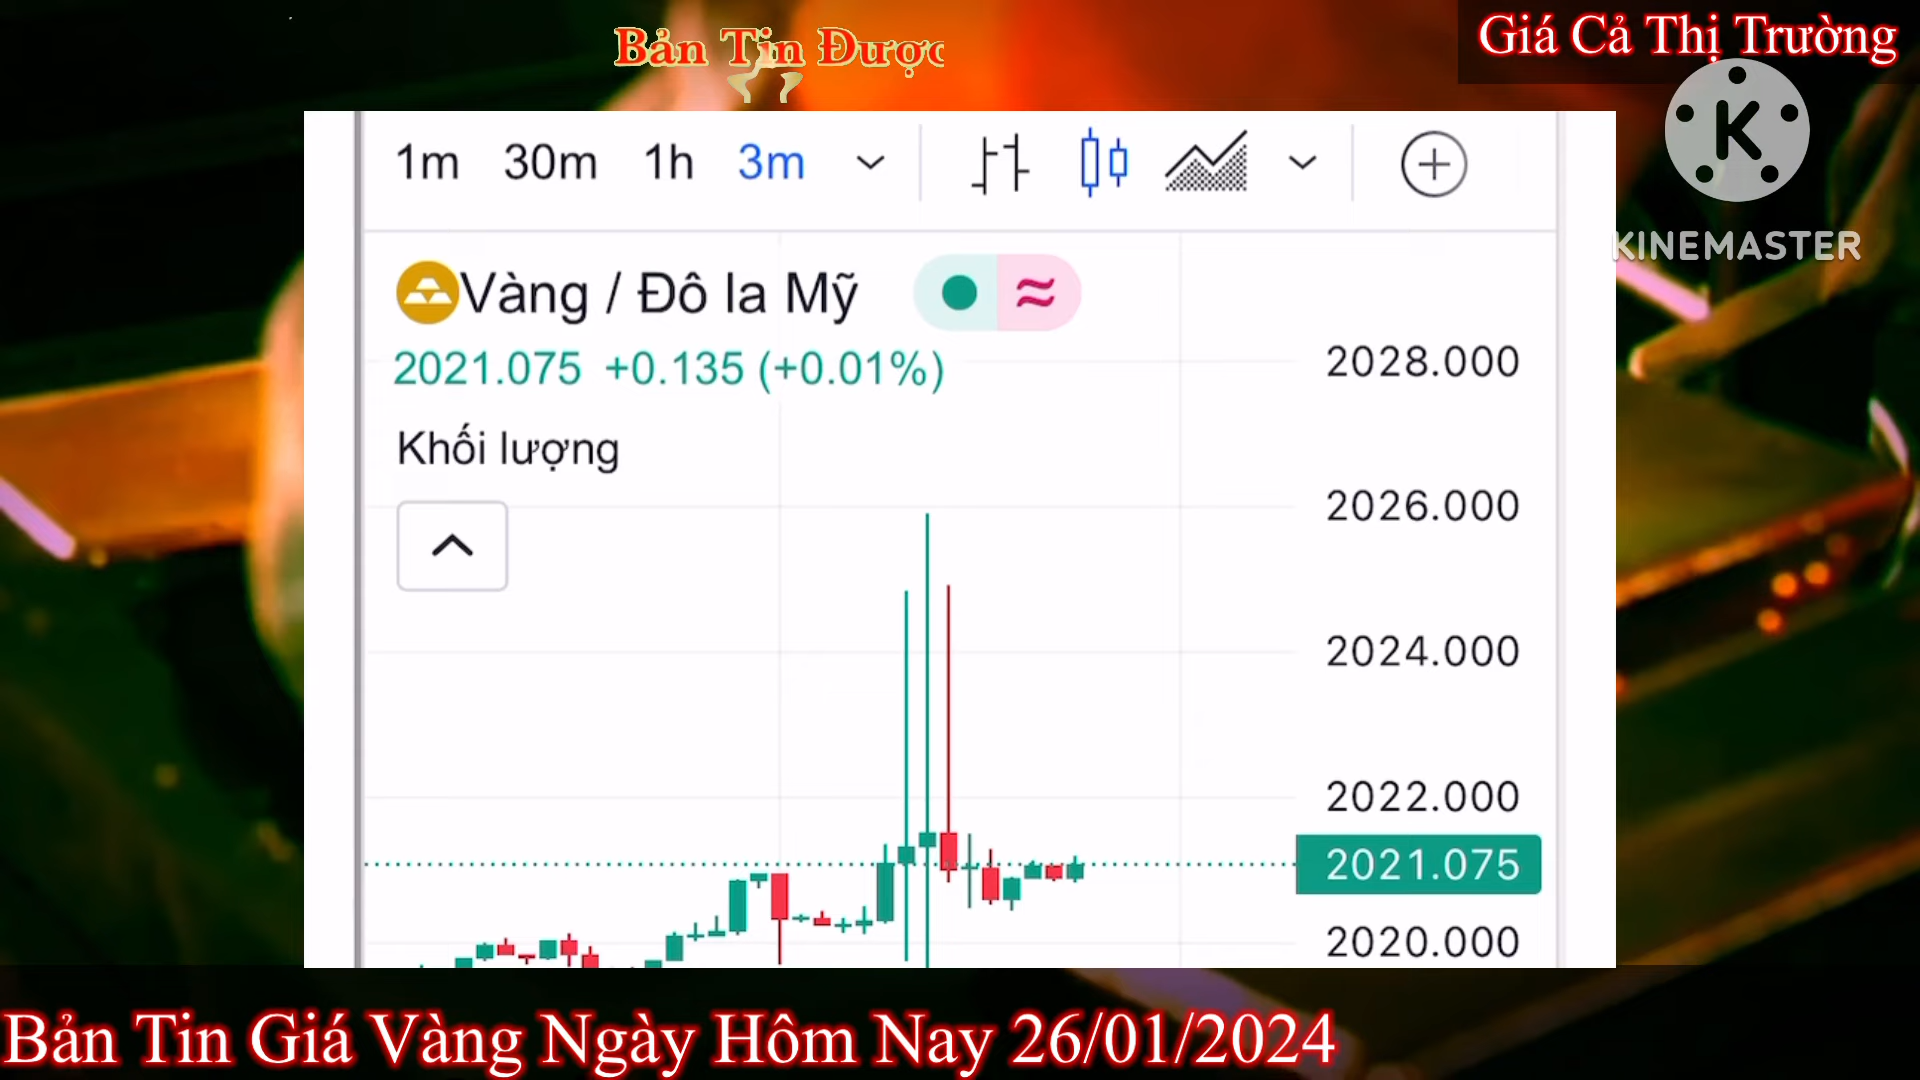 Bản Tin Được
Giá Cả Thị Trường
K
KINEMASTER
1m 30m 1h 3m
Vàng / Đô la Mỹ
2021.075 +0.135 (+0.01%)
Khối lượng
2028.000
2026.000
2024.000
2022.000
2021.075
2020.000
Bản Tin Giá Vàng Ngày Hôm Nay 26/01/2024